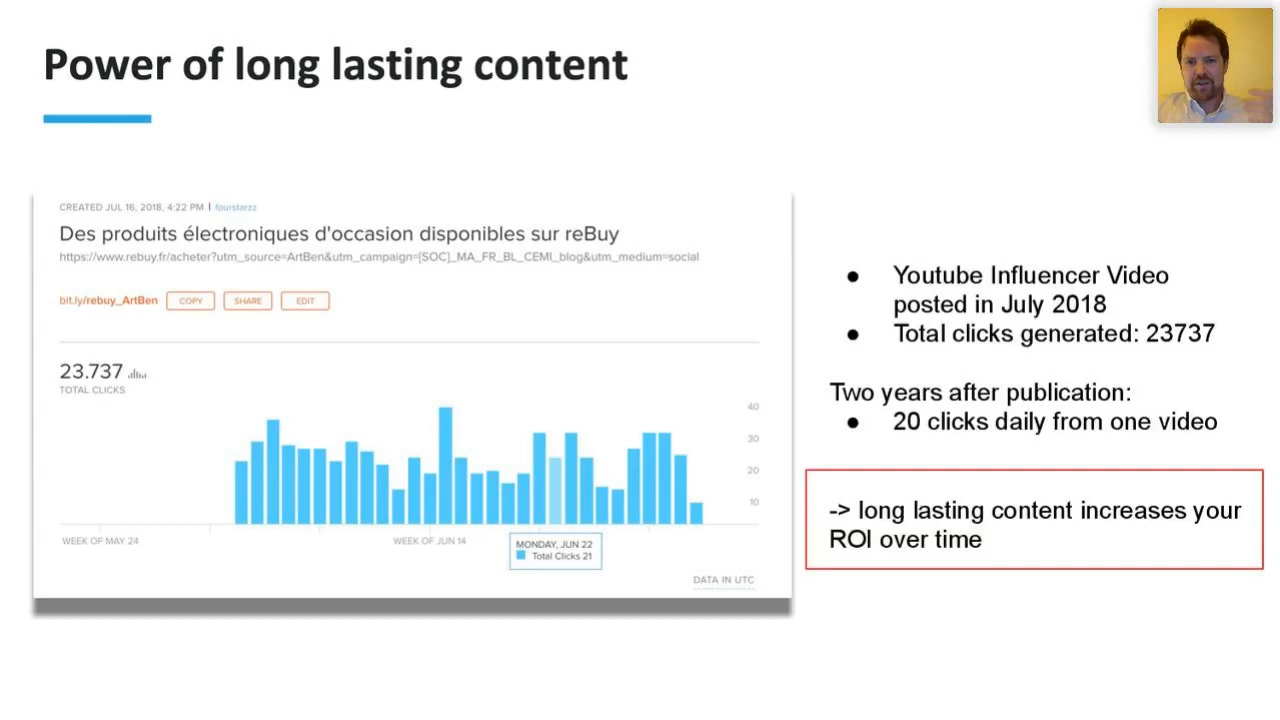 Power of long lasting content
CREATED JUL 16, 2018, 4:22 PM | fourstarzz
Des produits électroniques d'occasion disponibles sur reBuy
https://www.rebuy.fr/acheter?utm_source=ArtBen&utm_campaign=[SOC]_MA_FR_BL_CEMI_blog&utm_medium=social
bit.ly/rebuy_ArtBen COPY SHARE EDIT
23.737
TOTAL CLICKS
40
30
20
10
WEEK OF MAY 24 WEEK OF JUN 14
MONDAY, JUN 22
Total Clicks 21
DATA IN UTC
● Youtube Influencer Video
posted in July 2018
● Total clicks generated: 23737
Two years after publication:
● 20 clicks daily from one video
-> long lasting content increases your
ROI over time